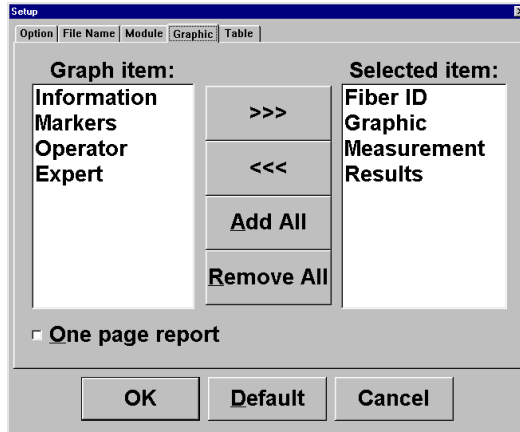 Setup
Option File Name Module Graphic Table
Graph item:
Selected item:
Information
Markers
Operator
Expert
>>>
<<<
Add All
Remove All
Fiber ID
Graphic
Measurement
Results
One page report
OK Default Cancel